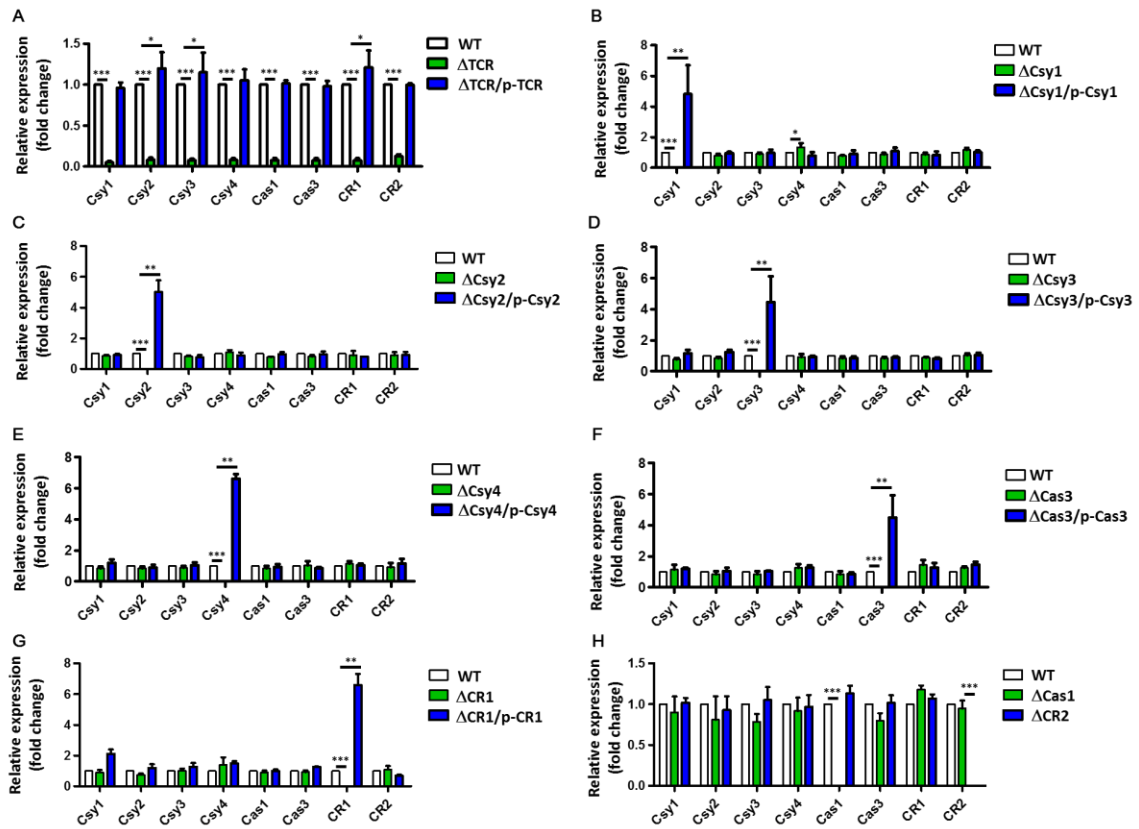 A
Relative expression
(fold change)
1.5
1.0
0.5
0.0
*** *** * *** * *** *** *** *** * ***
Csy1 Csy2 Csy3 Csy4 Cas1 Cas3 CR1 CR2
WT
ΔTCR
ΔTCR/p-TCR
B
Relative expression
(fold change)
8
6
4
2
0
*** ** *
Csy1 Csy2 Csy3 Csy4 Cas1 Cas3 CR1 CR2
WT
ΔCsy1
ΔCsy1/p-Csy1
C
Relative expression
(fold change)
8
6
4
2
0
*** **
Csy1 Csy2 Csy3 Csy4 Cas1 Cas3 CR1 CR2
WT
ΔCsy2
ΔCsy2/p-Csy2
D
Relative expression
(fold change)
8
6
4
2
0
*** **
Csy1 Csy2 Csy3 Csy4 Cas1 Cas3 CR1 CR2
WT
ΔCsy3
ΔCsy3/p-Csy3
E
Relative expression
(fold change)
8
6
4
2
0
*** **
Csy1 Csy2 Csy3 Csy4 Cas1 Cas3 CR1 CR2
WT
ΔCsy4
ΔCsy4/p-Csy4
F
Relative expression
(fold change)
8
6
4
2
0
*** **
Csy1 Csy2 Csy3 Csy4 Cas1 Cas3 CR1 CR2
WT
ΔCas3
ΔCas3/p-Cas3
G
Relative expression
(fold change)
8
6
4
2
0
*** **
Csy1 Csy2 Csy3 Csy4 Cas1 Cas3 CR1 CR2
WT
ΔCR1
ΔCR1/p-CR1
H
Relative expression
(fold change)
1.5
1.0
0.5
0.0
*** ***
Csy1 Csy2 Csy3 Csy4 Cas1 Cas3 CR1 CR2
WT
ΔCas1
ΔCR2